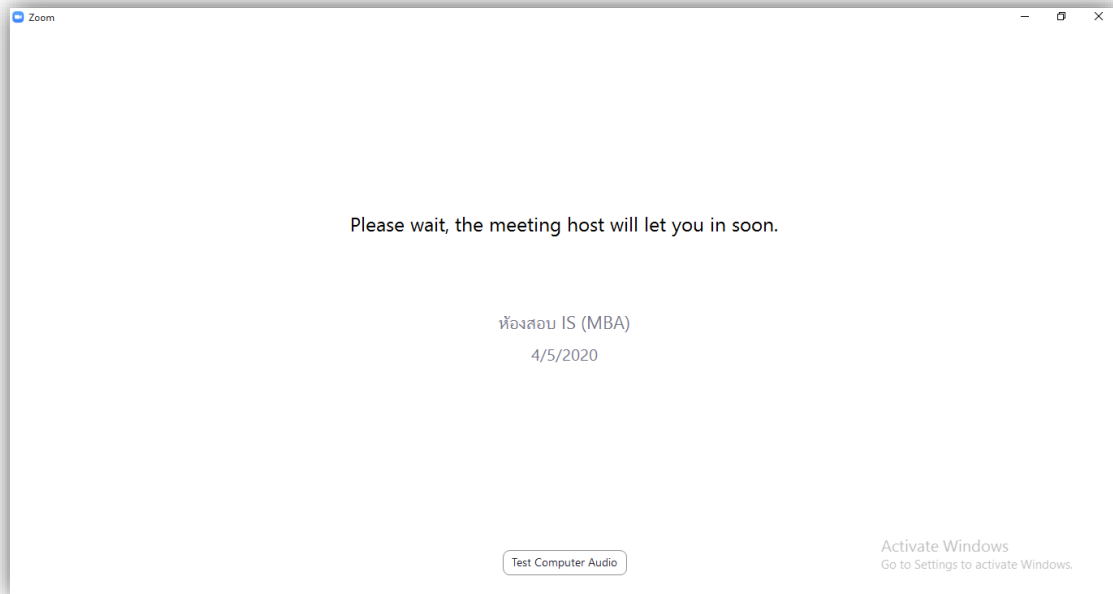 Zoom
Please wait, the meeting host will let you in soon.
ห้องสอบ IS (MBA)
4/5/2020
Test Computer Audio
Activate Windows
Go to Settings to activate Windows.